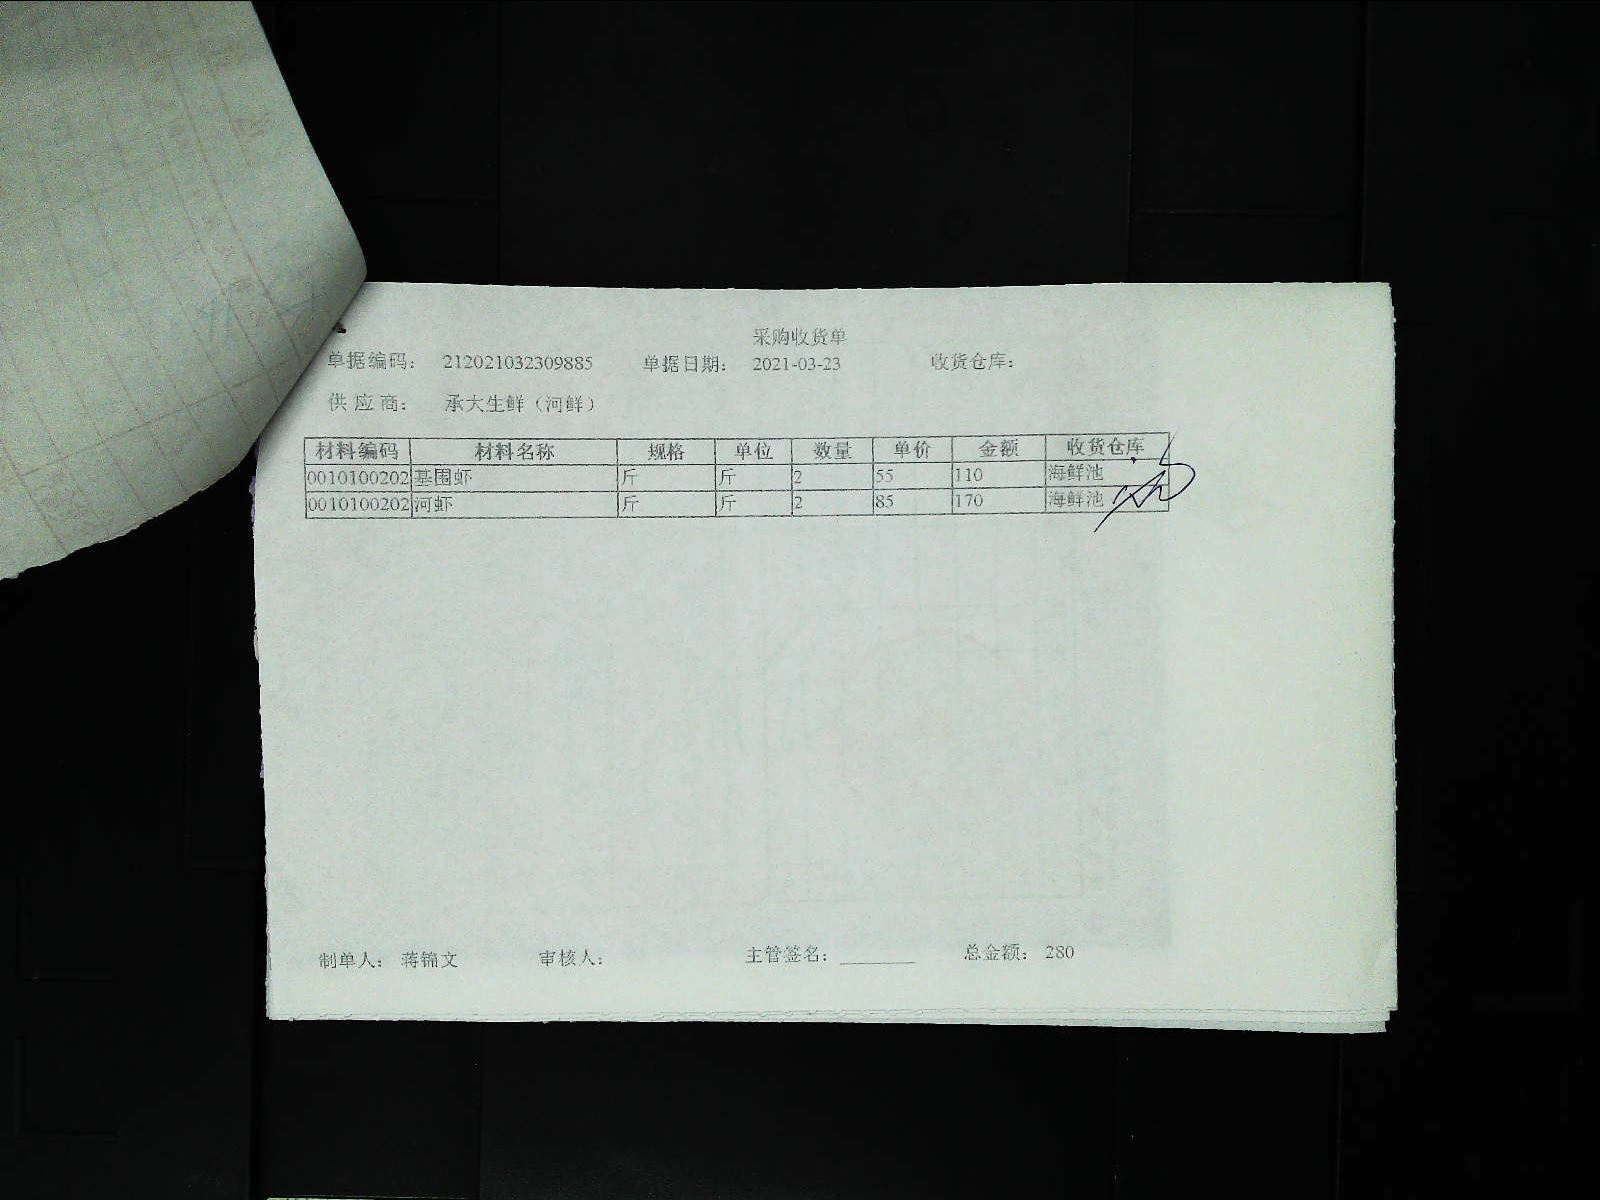 采购收货单
单据编码： 212021032309885 单据日期： 2021-03-23 收货仓库：
供 应 商： 承大生鲜（河鲜）
材料编码 材料名称 规格 单位 数量 单价 金额 收货仓库
0010100202 基围虾 斤 斤 2 55 110 海鲜池
0010100202 河虾 斤 斤 2 85 170 海鲜池
制单人： 蒋锦文 审核人： 主管签名： ________ 总金额： 280